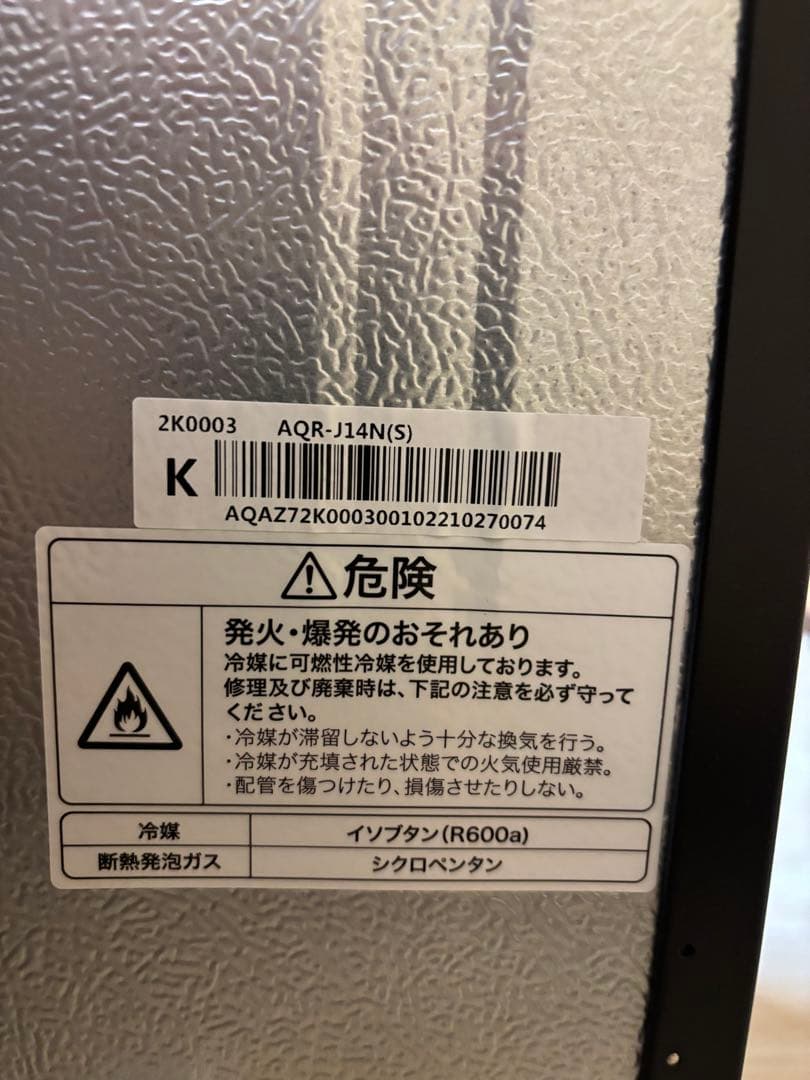 2K0003 AQR-J14N(S)
K
AQAZ72K00030010221027​0074
危険
発火・爆発のおそれあり
冷媒に可燃性冷媒を使用しております。
修理及び廃棄時は、下記の注意を必ず守って
ください。
・冷媒が滞留しないよう十分な換気を行う。
・冷媒が充填された状態での火気使用厳禁。
・配管を傷つけたり、損傷させたりしない。
冷媒 イソブタン(R600a)
断熱発泡ガス シクロペンタン